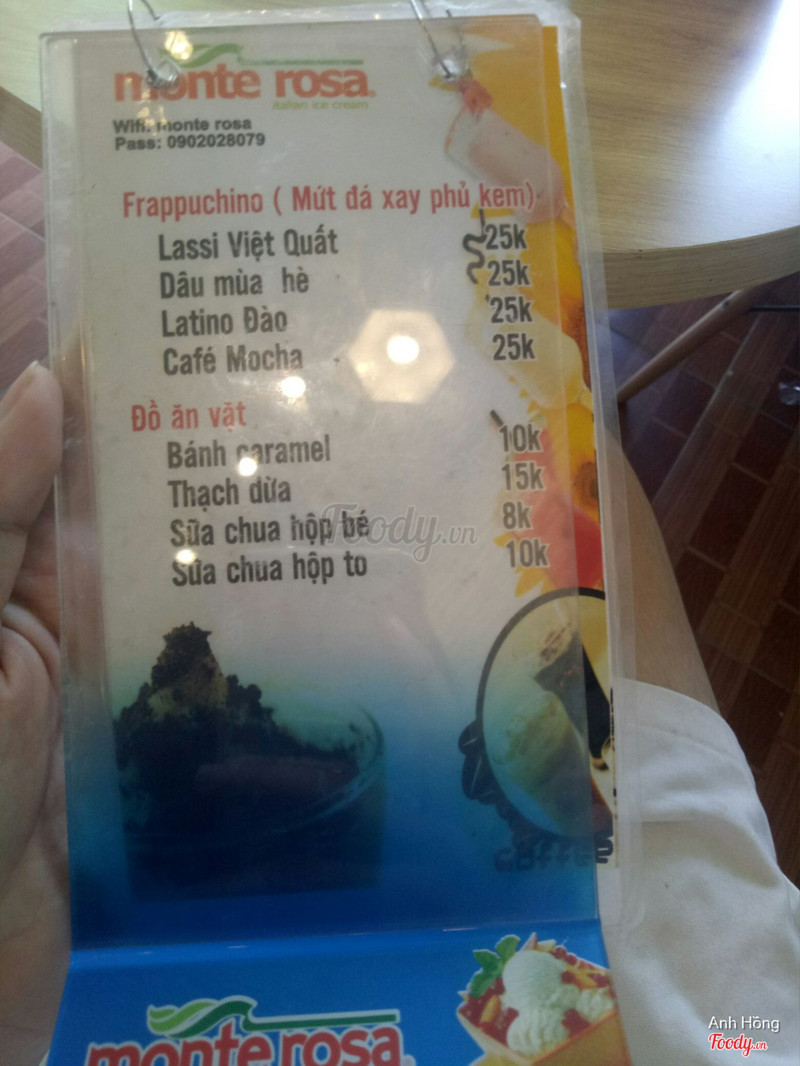 monte rosa
italian ice cream
Wifi: monte rosa
Pass: 0902028079
Frappuchino ( Mứt đá xay phủ kem)
Lassi Việt Quất 25k
Dâu mùa hè 25k
Latino Đào 25k
Café Mocha 25k
Đồ ăn vặt
Bánh caramel 10k
Thạch dừa 15k
Sữa chua hộp bé 8k
Sữa chua hộp to 10k
Foody.vn
monte rosa
Anh Hồng
Foody.vn